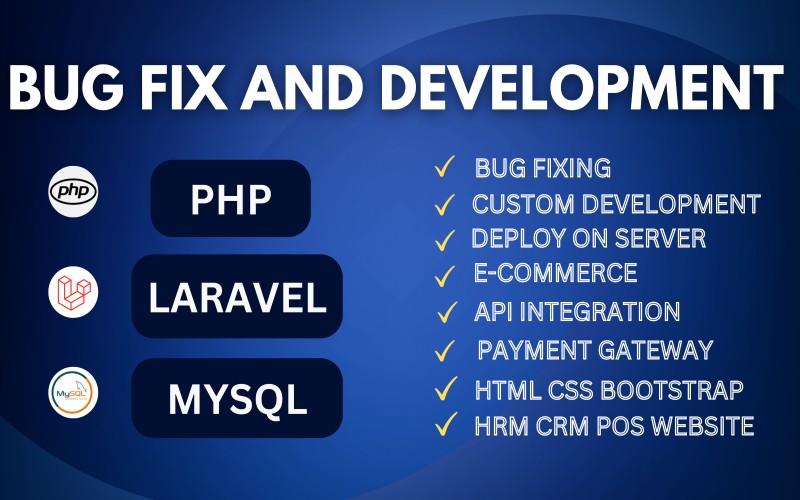 BUG FIX AND DEVELOPMENT
php
PHP
LARAVEL
MySQL
MYSQL
BUG FIXING
CUSTOM DEVELOPMENT
DEPLOY ON SERVER
E-COMMERCE
API INTEGRATION
PAYMENT GATEWAY
HTML CSS BOOTSTRAP
HRM CRM POS WEBSITE